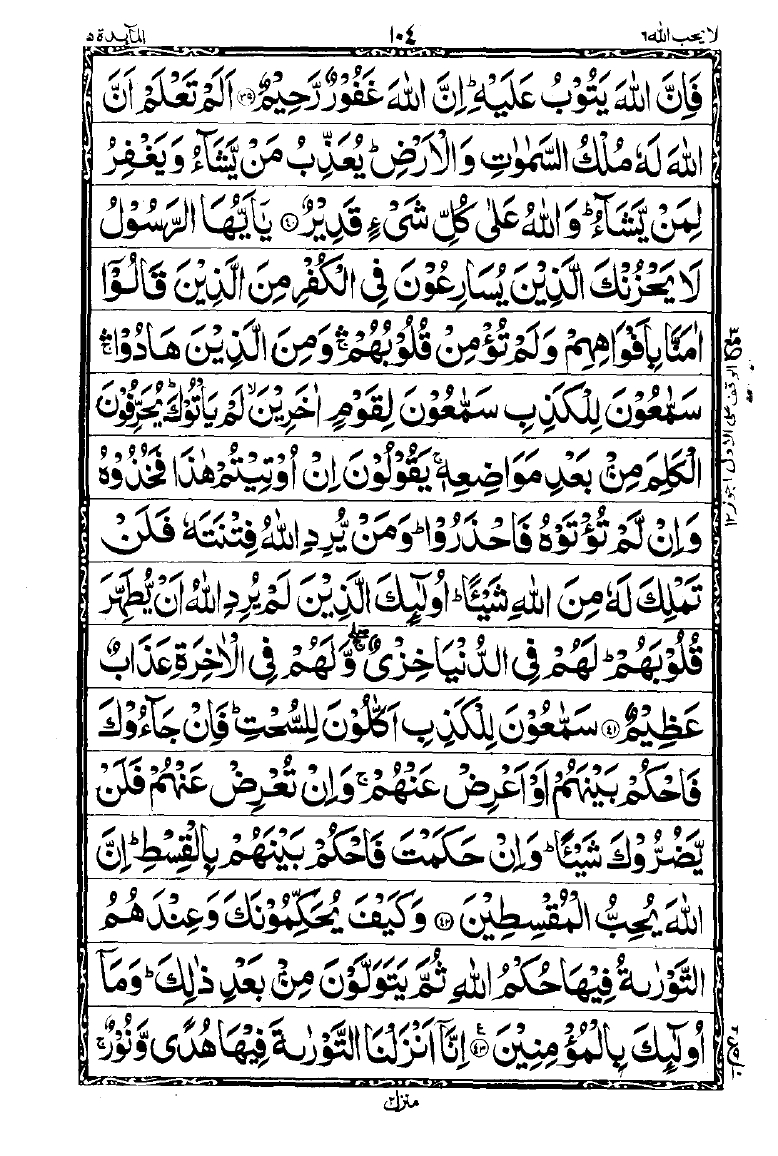 لا يحب الله ٦
١٠٤
المآئدة ٥
فَاِنَّ اللّٰهَ يَتُوْبُ عَلَيْهِ ؕ اِنَّ اللّٰهَ غَفُوْرٌ رَّحِيْمٌ ﴿٣٩﴾ اَلَمْ تَعْلَمْ اَنَّ
اللّٰهَ لَهٗ مُلْكُ السَّمٰوٰتِ وَالْاَرْضِ ؕ يُعَذِّبُ مَنْ يَّشَآءُ وَيَغْفِرُ
لِمَنْ يَّشَآءُ ؕ وَاللّٰهُ عَلٰى كُلِّ شَىْءٍ قَدِيْرٌ ﴿٤٠﴾ يٰۤاَيُّهَا الرَّسُوْلُ
لَا يَحْزُنْكَ الَّذِيْنَ يُسَارِعُوْنَ فِى الْكُفْرِ مِنَ الَّذِيْنَ قَالُوْۤا
اٰمَنَّا بِاَفْوَاهِهِمْ وَلَمْ تُؤْمِنْ قُلُوْبُهُمْ ۛۚ وَمِنَ الَّذِيْنَ هَادُوْا ۛۚ
سَمّٰعُوْنَ لِلْكَذِبِ سَمّٰعُوْنَ لِقَوْمٍ اٰخَرِيْنَ ۙ لَمْ يَاْتُوْكَ ؕ يُحَرِّفُوْنَ
الْكَلِمَ مِنْۢ بَعْدِ مَوَاضِعِهٖ ۚ يَقُوْلُوْنَ اِنْ اُوْتِيْتُمْ هٰذَا فَخُذُوْهُ
وَاِنْ لَّمْ تُؤْتَوْهُ فَاحْذَرُوْا ؕ وَمَنْ يُّرِدِ اللّٰهُ فِتْنَتَهٗ فَلَنْ
تَمْلِكَ لَهٗ مِنَ اللّٰهِ شَيْـًٔا ؕ اُولٰٓئِكَ الَّذِيْنَ لَمْ يُرِدِ اللّٰهُ اَنْ يُّطَهِّرَ
قُلُوْبَهُمْ ؕ لَهُمْ فِى الدُّنْيَا خِزْىٌ ۖۚ وَّلَهُمْ فِى الْاٰخِرَةِ عَذَابٌ
عَظِيْمٌ ﴿٤١﴾ سَمّٰعُوْنَ لِلْكَذِبِ اَكّٰلُوْنَ لِلسُّحْتِ ؕ فَاِنْ جَآءُوْكَ
فَاحْكُمْ بَيْنَهُمْ اَوْ اَعْرِضْ عَنْهُمْ ۚ وَاِنْ تُعْرِضْ عَنْهُمْ فَلَنْ
يَّضُرُّوْكَ شَيْـًٔا ؕ وَاِنْ حَكَمْتَ فَاحْكُمْ بَيْنَهُمْ بِالْقِسْطِ ؕ اِنَّ
اللّٰهَ يُحِبُّ الْمُقْسِطِيْنَ ﴿٤٢﴾ وَكَيْفَ يُحَكِّمُوْنَكَ وَعِنْدَهُمُ
التَّوْرٰىةُ فِيْهَا حُكْمُ اللّٰهِ ثُمَّ يَتَوَلَّوْنَ مِنْۢ بَعْدِ ذٰلِكَ ؕ وَمَاۤ
اُولٰٓئِكَ بِالْمُؤْمِنِيْنَ ﴿٤٣﴾ ع اِنَّاۤ اَنْزَلْنَا التَّوْرٰىةَ فِيْهَا هُدًى وَّنُوْرٌ ۚ
الوقف على الاول اجوز ١٢
منزل ٢